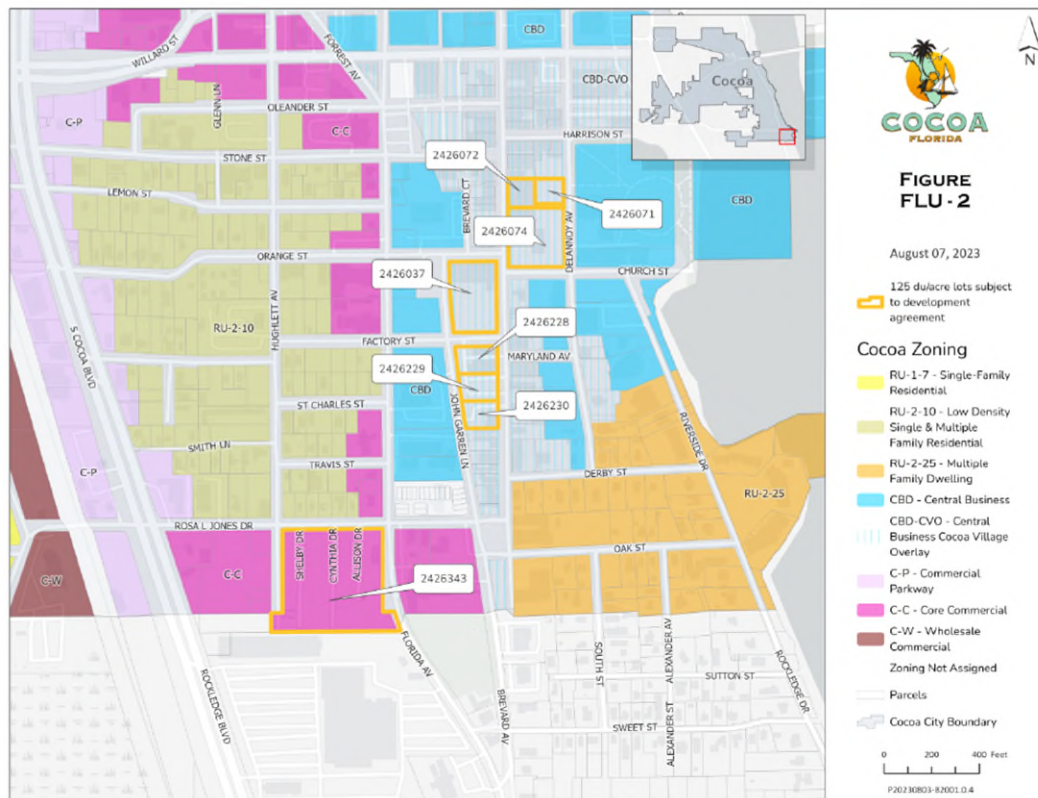 CBD
WILLARD ST
FORREST AV
CBD-CVO
Cocoa
GLENN LN
OLEANDER ST
C-P
C-C
HARRISON ST
STONE ST
2426072
LEMON ST
BREVARD CT
2426071
CBD
2426074
DELANNOY AV
ORANGE ST
CHURCH ST
2426037
S COCOA BLVD
RU-2-10
HUGHLETT AV
2426228
FACTORY ST
MARYLAND AV
2426229
CBD
ST CHARLES ST
2426230
JOHN GARREN LN
RIVERSIDE DR
SMITH LN
C-P
TRAVIS ST
DERBY ST
RU-2-25
ROSA L JONES DR
SHELBY DR
CYNTHIA DR
ALLISON DR
OAK ST
C-W
C-C
2426343
FLORIDA AV
SOUTH ST
ALEXANDER AV
ROCKLEDGE BLVD
BREVARD AV
SUTTON ST
ALEXANDER ST
ROCKLEDGE DR
SWEET ST
N
COCOA
FLORIDA
FIGURE
FLU - 2
August 07, 2023
125 du/acre lots subject
to development
agreement
Cocoa Zoning
RU-1-7 - Single-Family
Residential
RU-2-10 - Low Density
Single & Multiple
Family Residential
RU-2-25 - Multiple
Family Dwelling
CBD - Central Business
CBD-CVO - Central
Business Cocoa Village
Overlay
C-P - Commercial
Parkway
C-C - Core Commercial
C-W - Wholesale
Commercial
Zoning Not Assigned
Parcels
Cocoa City Boundary
0 200 400 Feet
P20230803-82001.0.4